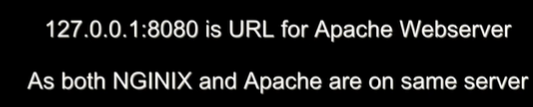 127.0.0.1:8080 is URL for Apache Webserver
As both NGINIX and Apache are on same server